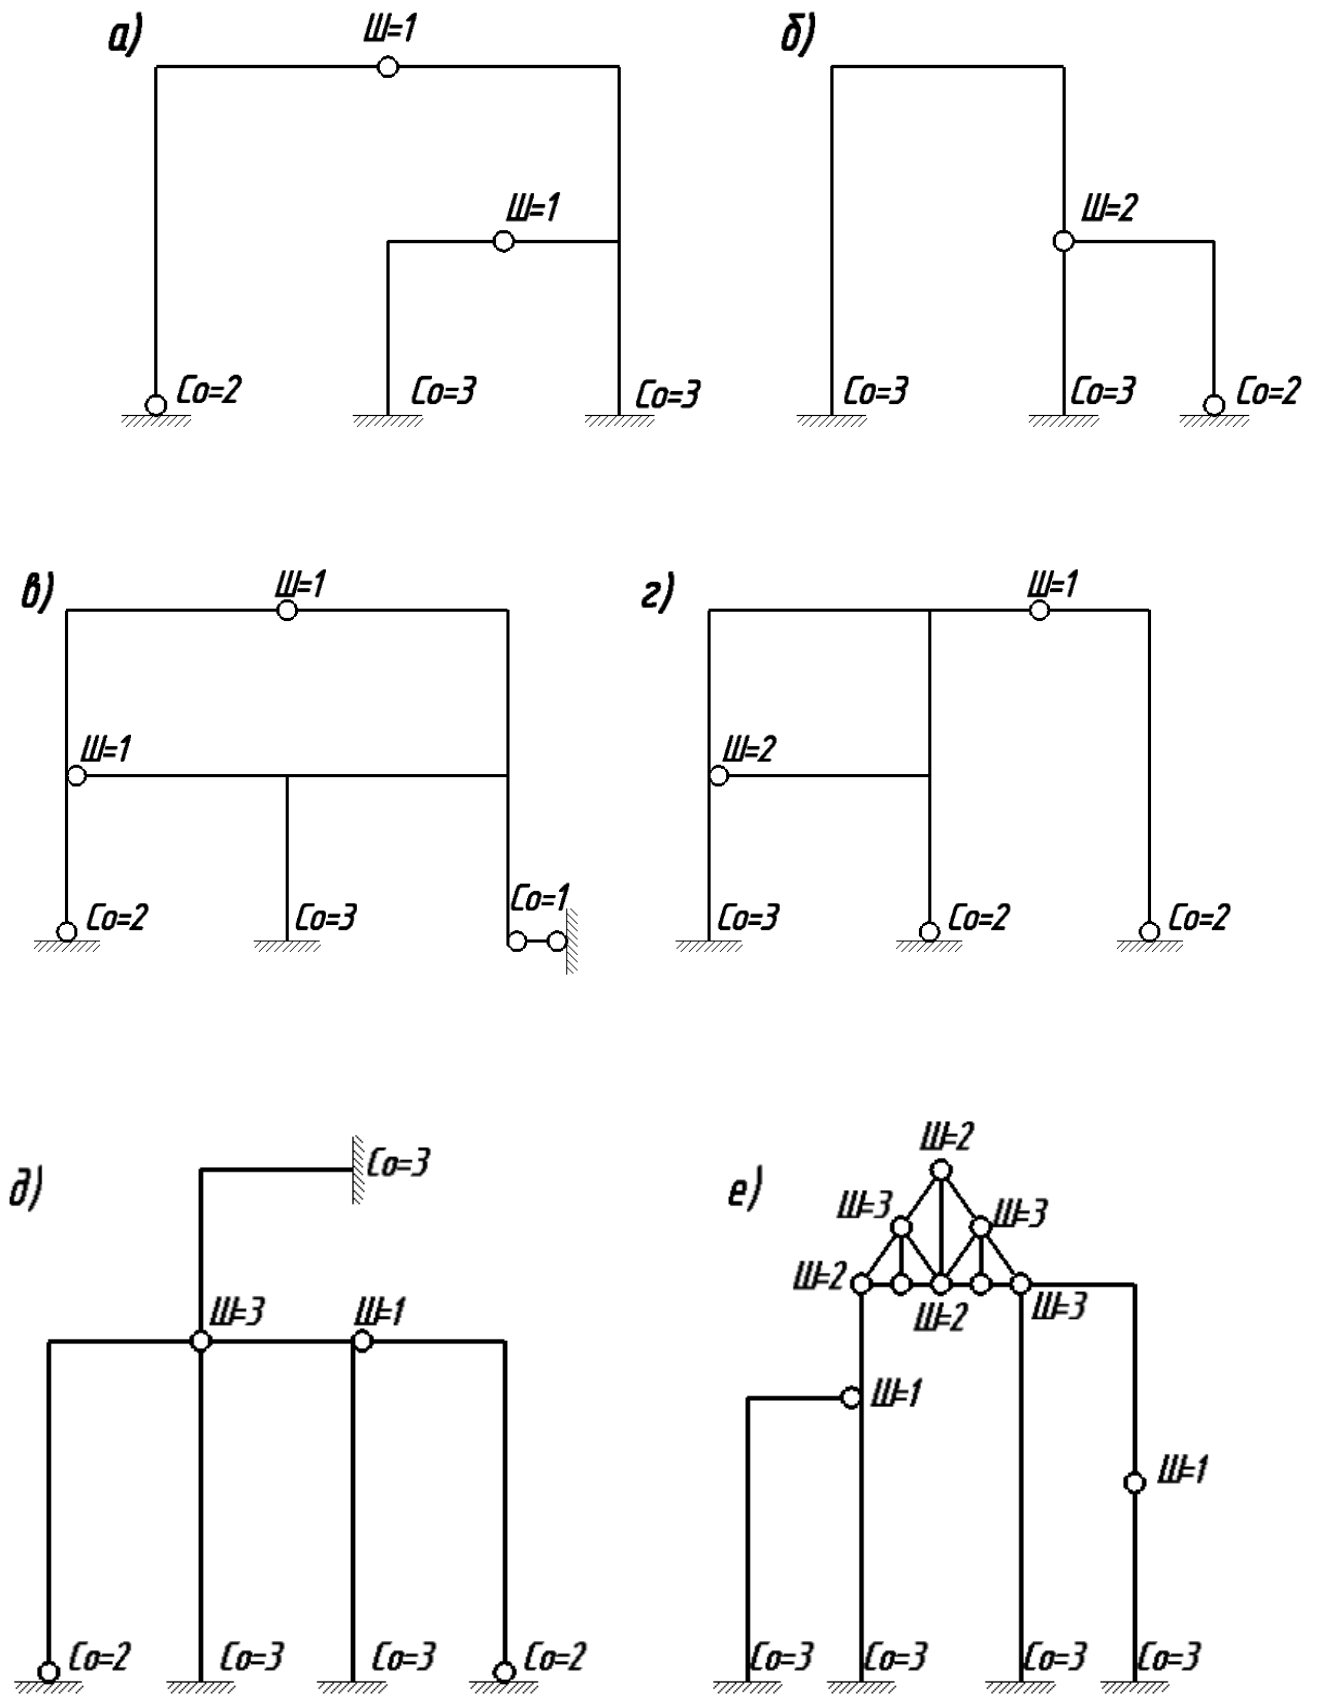 а)
Ш=1
Ш=1
Со=2
Со=3
Со=3
б)
Ш=2
Со=3
Со=3
Со=2
в)
Ш=1
Ш=1
Со=2
Со=3
Со=1
г)
Ш=1
Ш=2
Со=3
Со=2
Со=2
д)
Со=3
Ш=3
Ш=1
Со=2
Со=3
Со=3
Со=2
е)
Ш=2
Ш=3
Ш=3
Ш=2
Ш=2
Ш=3
Ш=1
Ш=1
Со=3
Со=3
Со=3
Со=3